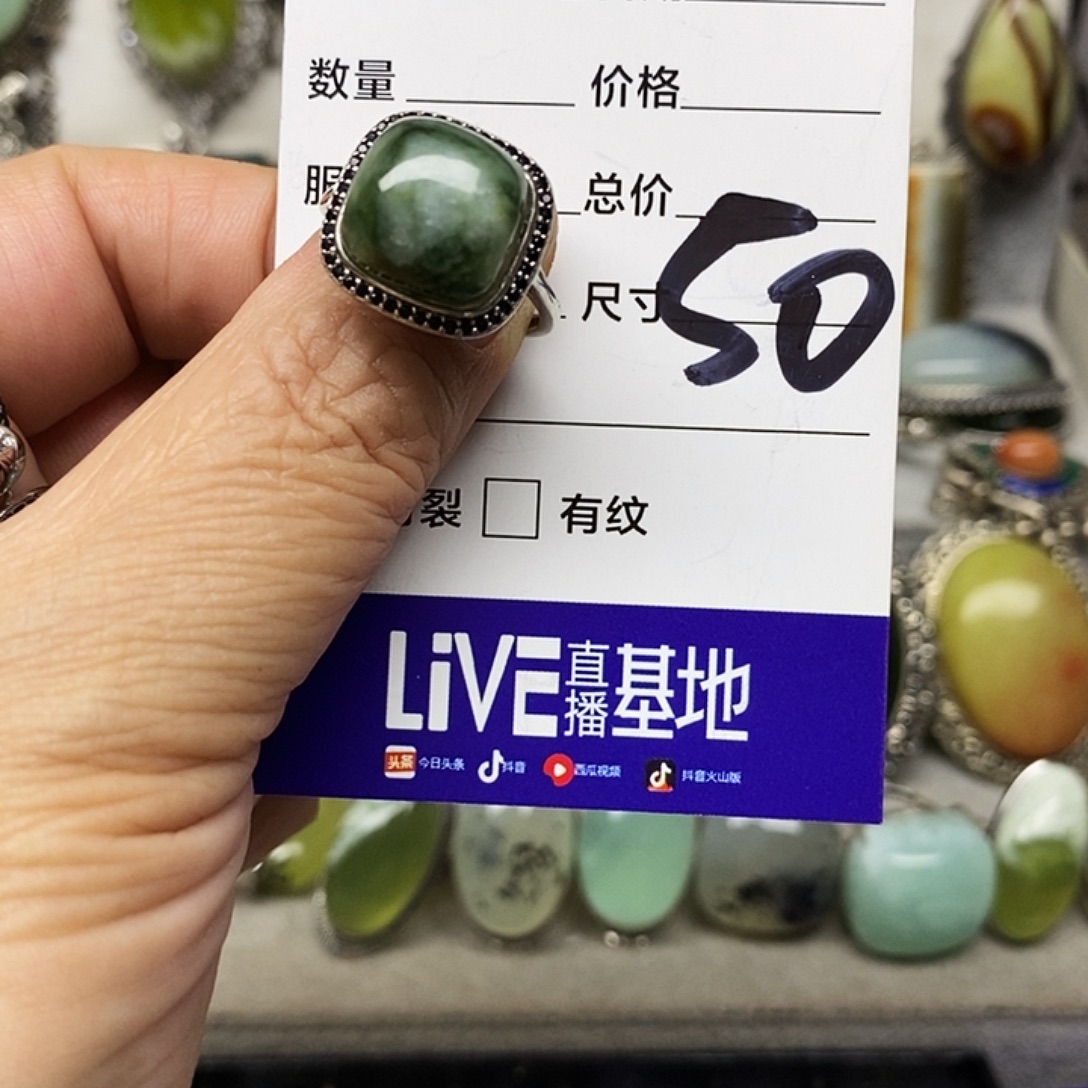 数量 价格
服 总价
尺寸 50
裂 有纹
LiVE直播基地
头条 今日头条 抖音 西瓜视频 抖音火山版